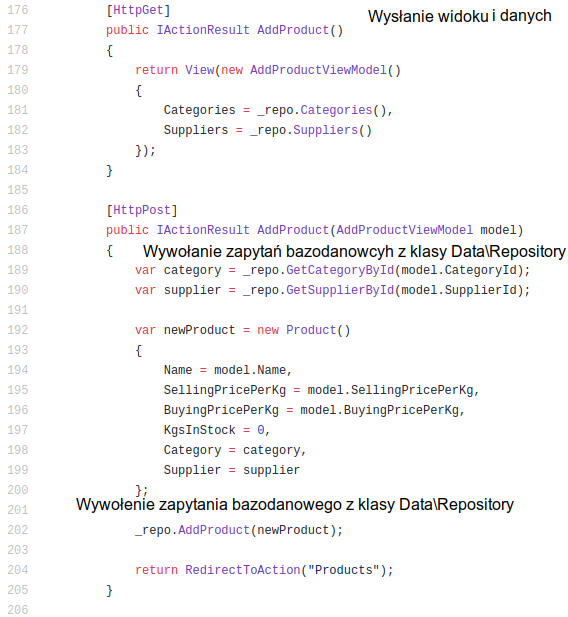 176 [HttpGet] Wysłanie widoku i danych
177 public IActionResult AddProduct()
178 {
179 return View(new AddProductViewModel()
180 {
181 Categories = _repo.Categories(),
182 Suppliers = _repo.Suppliers()
183 });
184 }
185
186 [HttpPost]
187 public IActionResult AddProduct(AddProductViewModel model)
188 { Wywołanie zapytań bazodanowcyh z klasy Data\Repository
189 var category = _repo.GetCategoryById(model.CategoryId);
190 var supplier = _repo.GetSupplierById(model.SupplierId);
191
192 var newProduct = new Product()
193 {
194 Name = model.Name,
195 SellingPricePerKg = model.SellingPricePerKg,
196 BuyingPricePerKg = model.BuyingPricePerKg,
197 KgsInStock = 0,
198 Category = category,
199 Supplier = supplier
200 };
201 Wywołenie zapytania bazodanowego z klasy Data\Repository
202 _repo.AddProduct(newProduct);
203
204 return RedirectToAction("Products");
205 }
206